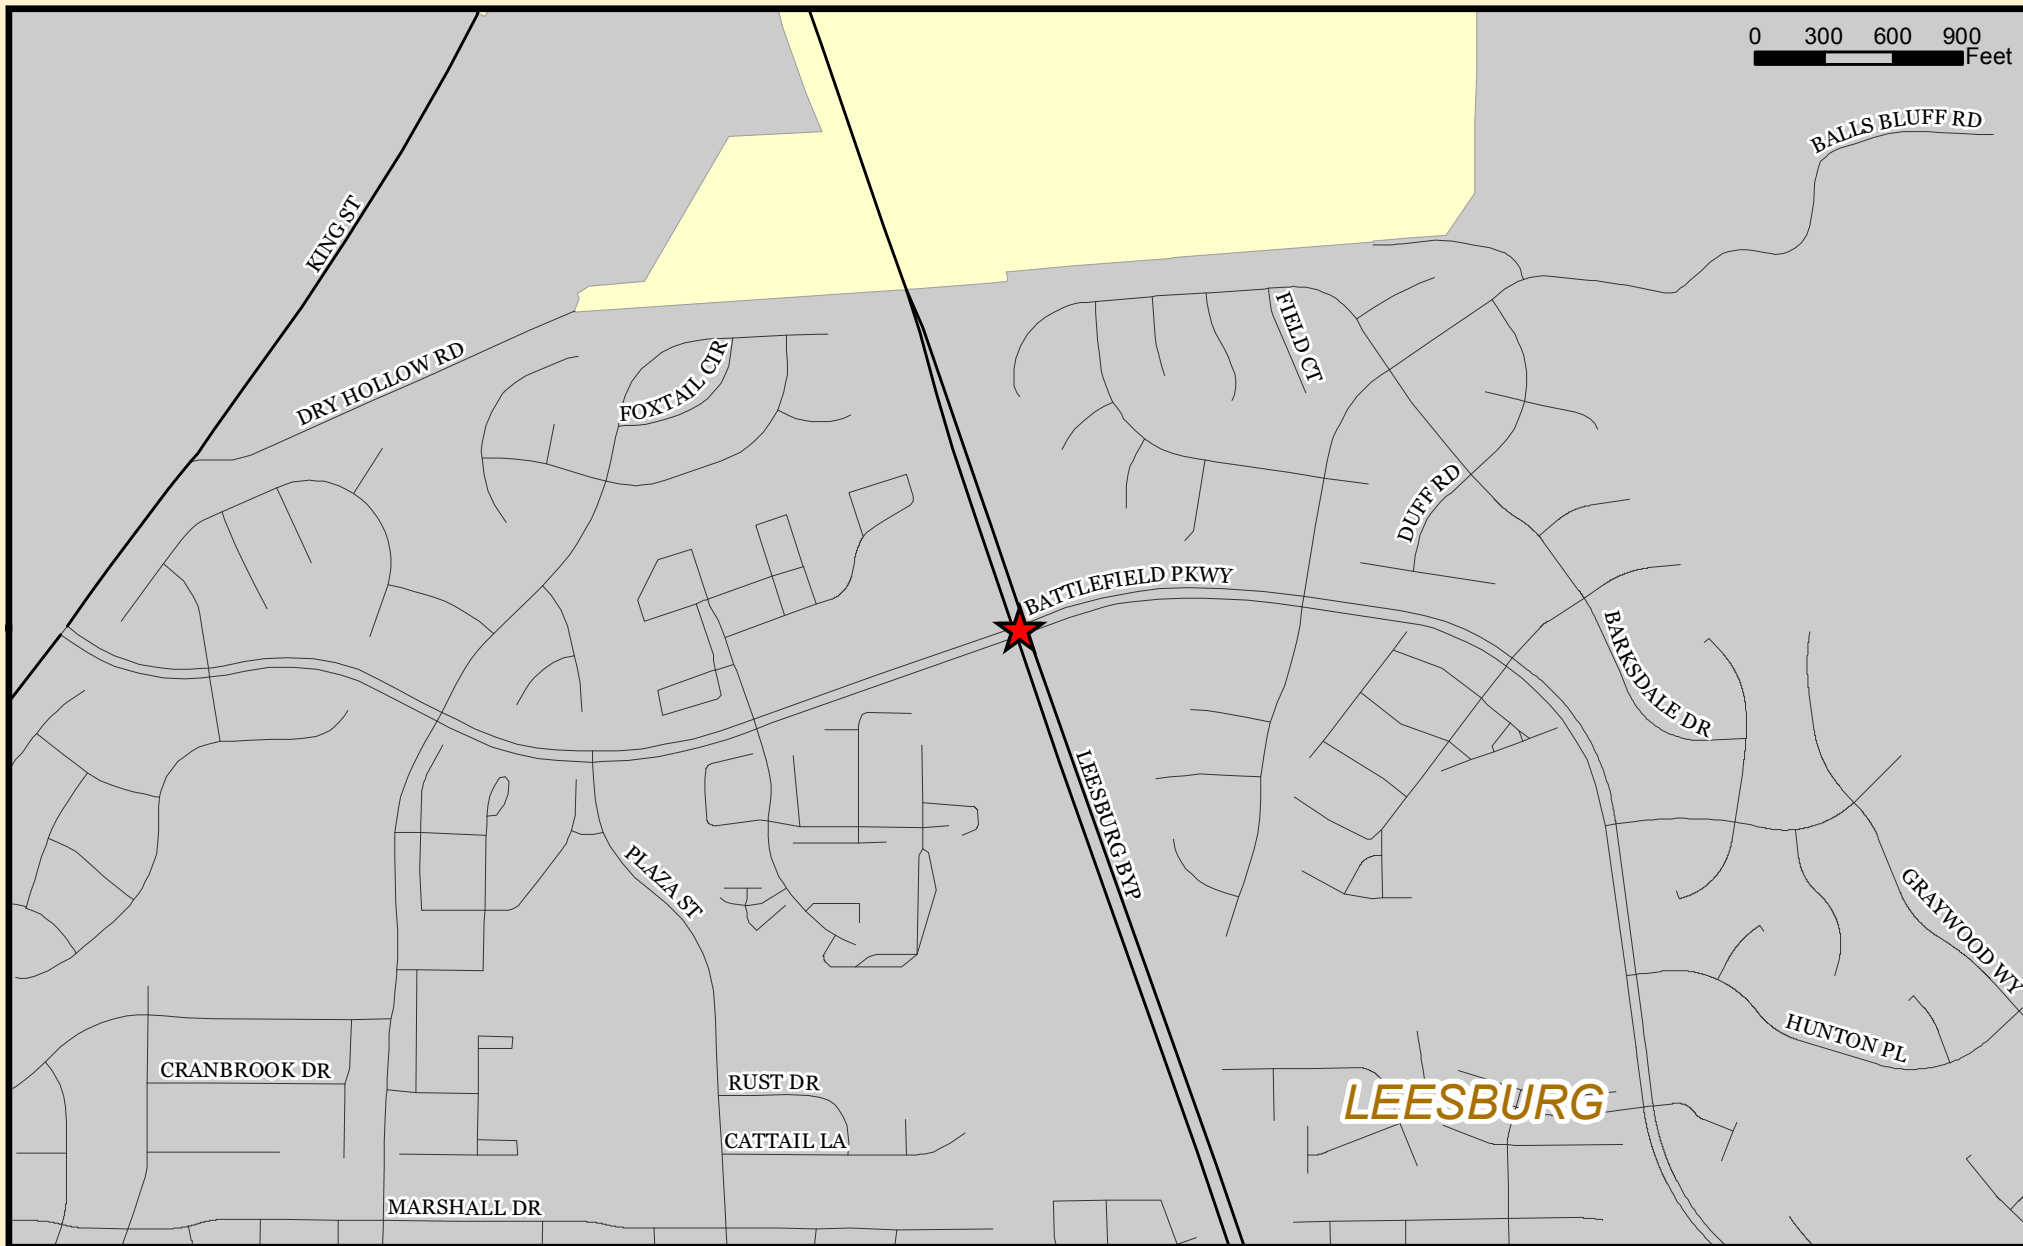 0 300 600 900
Feet
BALLS BLUFF RD
KING ST
FIELD CT
DRY HOLLOW RD
FOXTAIL CIR
DUFF RD
BATTLEFIELD PKWY
BARKSDALE DR
LEESBURG BYP
PLAZA ST
GRAYWOOD WY
HUNTON PL
CRANBROOK DR
RUST DR
LEESBURG
CATTAIL LA
MARSHALL DR